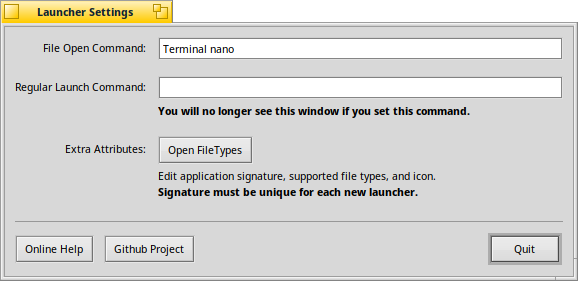 Launcher Settings
File Open Command: Terminal nano
Regular Launch Command:
You will no longer see this window if you set this command.
Extra Attributes: Open FileTypes
Edit application signature, supported file types, and icon.
Signature must be unique for each new launcher.
Online Help Github Project Quit